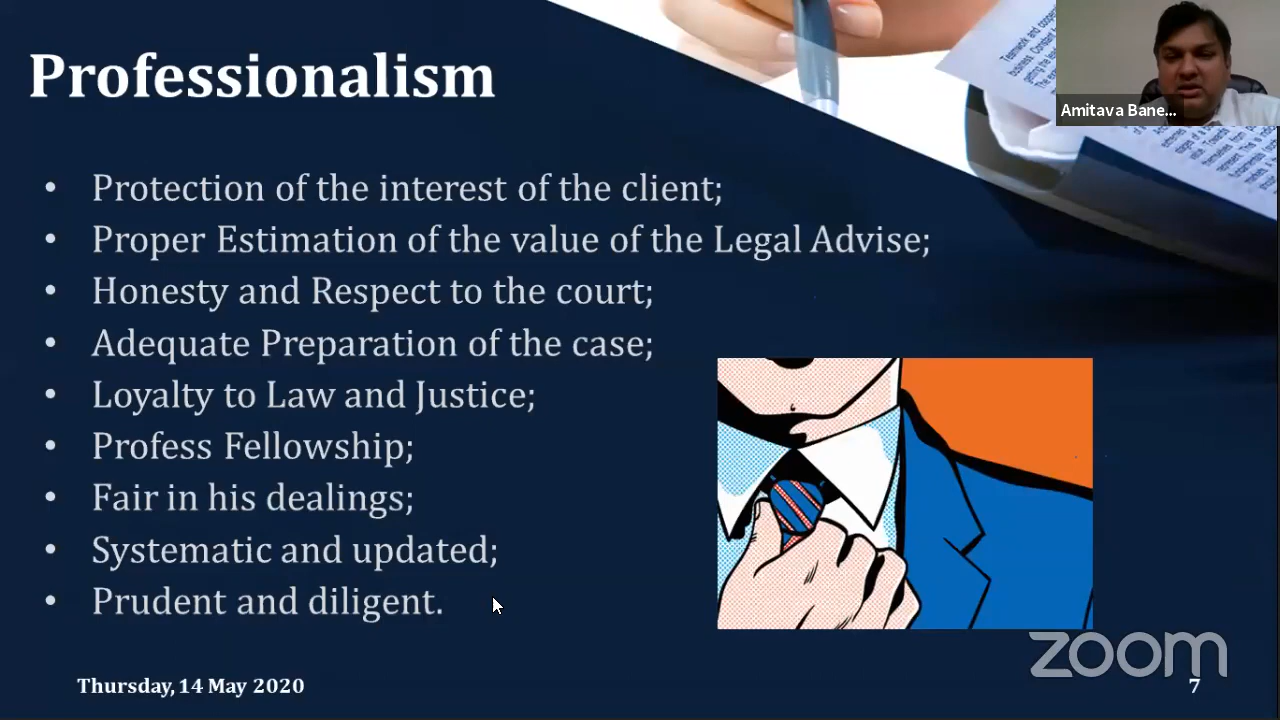 Professionalism
Amitava Bane...
• Protection of the interest of the client;
• Proper Estimation of the value of the Legal Advise;
• Honesty and Respect to the court;
• Adequate Preparation of the case;
• Loyalty to Law and Justice;
• Profess Fellowship;
• Fair in his dealings;
• Systematic and updated;
• Prudent and diligent.
zoom
Thursday, 14 May 2020
7